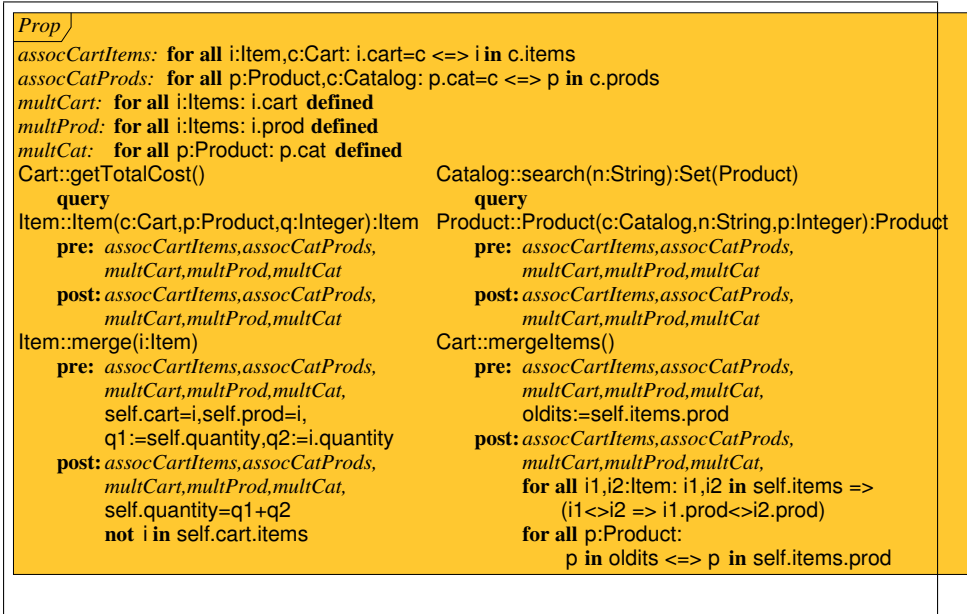 Prop
assocCartItems: for all i:Item,c:Cart: i.cart=c <=> i in c.items
assocCatProds: for all p:Product,c:Catalog: p.cat=c <=> p in c.prods
multCart: for all i:Items: i.cart defined
multProd: for all i:Items: i.prod defined
multCat: for all p:Product: p.cat defined
Cart::getTotalCost()
query
Item::Item(c:Cart,p:Product,q:Integer):Item
pre: assocCartItems,assocCatProds,
multCart,multProd,multCat
post: assocCartItems,assocCatProds,
multCart,multProd,multCat
Item::merge(i:Item)
pre: assocCartItems,assocCatProds,
multCart,multProd,multCat,
self.cart=i,self.prod=i,
q1:=self.quantity,q2:=i.quantity
post: assocCartItems,assocCatProds,
multCart,multProd,multCat,
self.quantity=q1+q2
not i in self.cart.items
Catalog::search(n:String):Set(Product)
query
Product::Product(c:Catalog,n:String,p:Integer):Product
pre: assocCartItems,assocCatProds,
multCart,multProd,multCat
post: assocCartItems,assocCatProds,
multCart,multProd,multCat
Cart::mergeItems()
pre: assocCartItems,assocCatProds,
multCart,multProd,multCat,
oldits:=self.items.prod
post: assocCartItems,assocCatProds,
multCart,multProd,multCat,
for all i1,i2:Item: i1,i2 in self.items =>
(i1<>i2 => i1.prod<>i2.prod)
for all p:Product:
p in oldits <=> p in self.items.prod